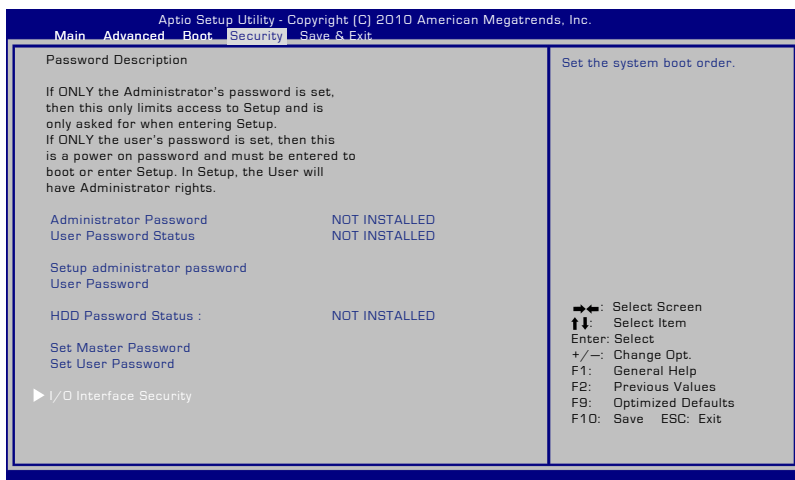 Aptio Setup Utility - Copyright (C) 2010 American Megatrends, Inc.
Main Advanced Boot Security Save & Exit
Password Description
If ONLY the Administrator's password is set,
then this only limits access to Setup and is
only asked for when entering Setup.
If ONLY the user's password is set, then this
is a power on password and must be entered to
boot or enter Setup. In Setup, the User will
have Administrator rights.
Administrator Password NOT INSTALLED
User Password Status NOT INSTALLED
Setup administrator password
User Password
HDD Password Status : NOT INSTALLED
Set Master Password
Set User Password
▶ I/O Interface Security
Set the system boot order.
→←: Select Screen
↑↓: Select Item
Enter: Select
+/—: Change Opt.
F1: General Help
F2: Previous Values
F9: Optimized Defaults
F10: Save ESC: Exit